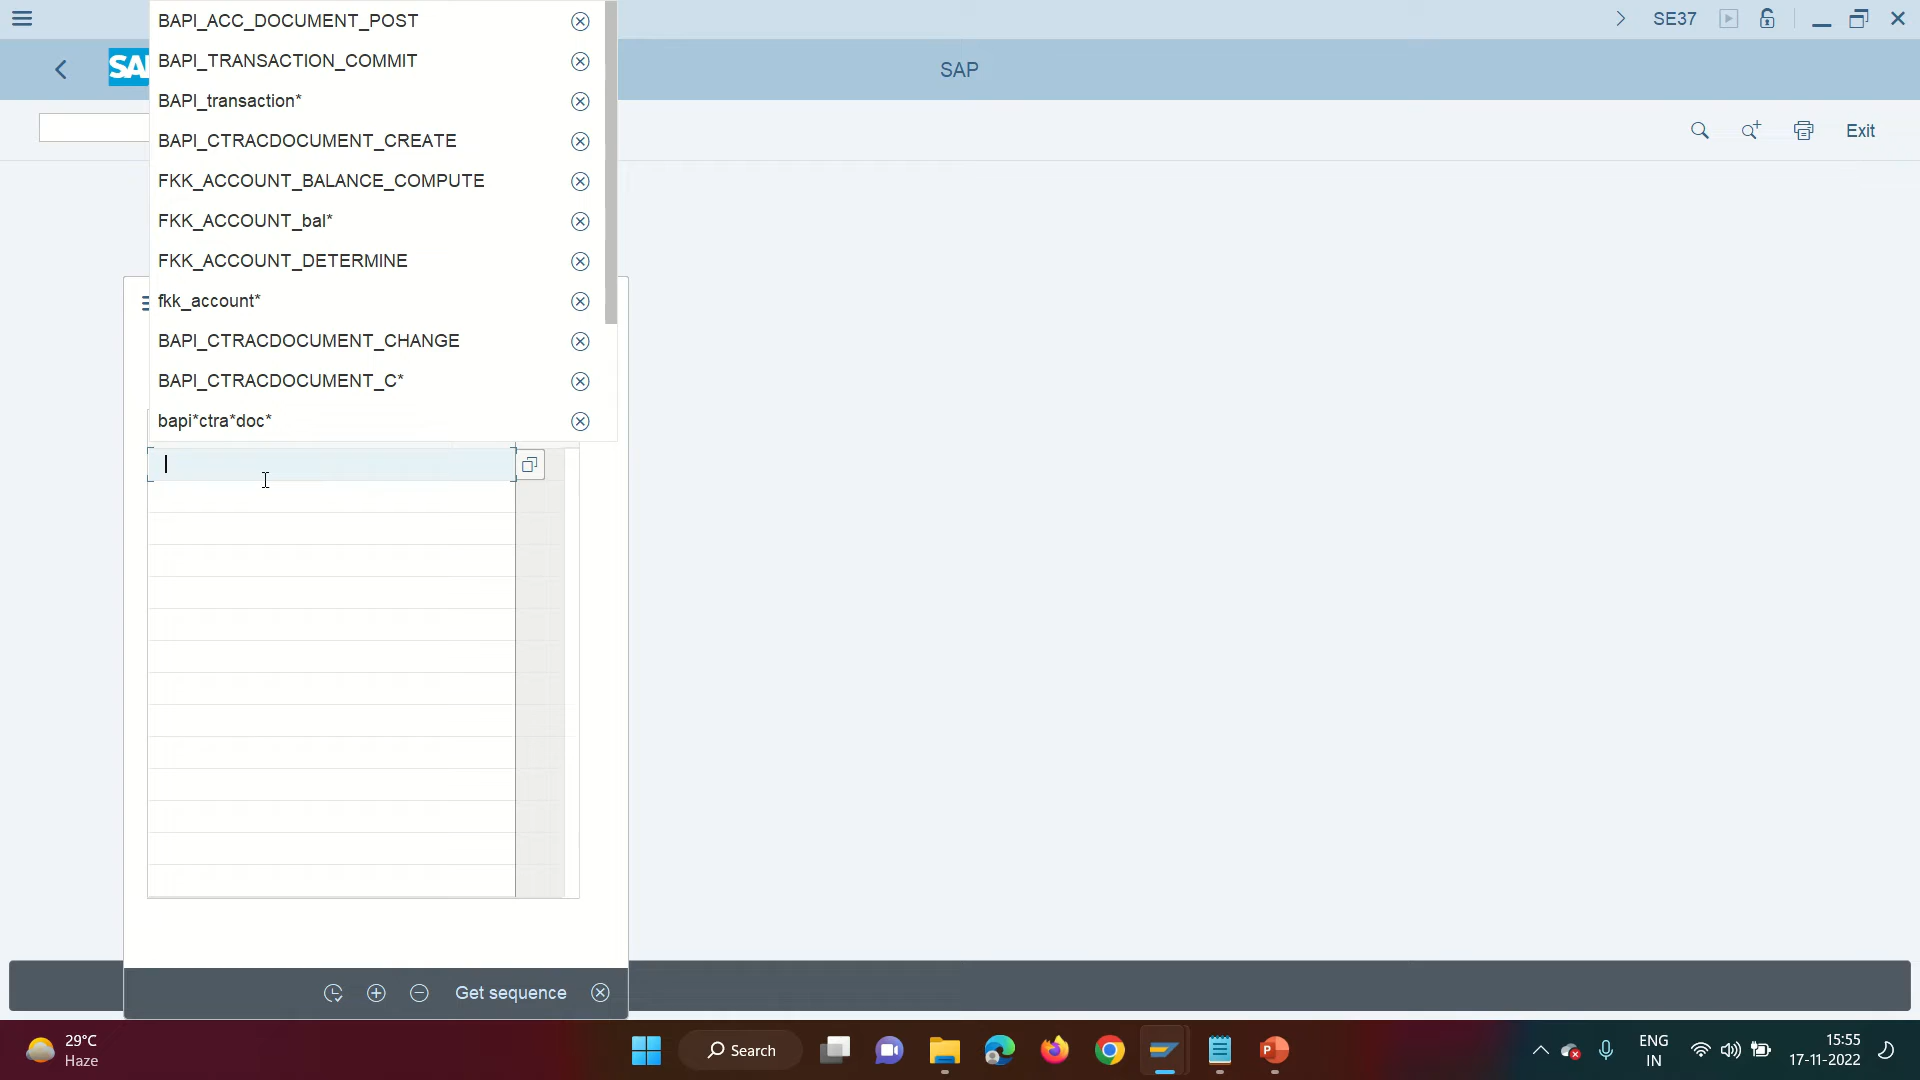 BAPI_ACC_DOCUMENT_POST
SE37
BAPI_TRANSACTION_COMMIT
SAP
BAPI_transaction*
Exit
BAPI_CTRACDOCUMENT_CREATE
FKK_ACCOUNT_BALANCE_COMPUTE
FKK_ACCOUNT_bal*
FKK_ACCOUNT_DETERMINE
fkk_account*
BAPI_CTRACDOCUMENT_CHANGE
BAPI_CTRACDOCUMENT_C*
bapi*ctra*doc*
Get sequence
29°C
Haze
Search
ENG
IN
15:55
17-11-2022